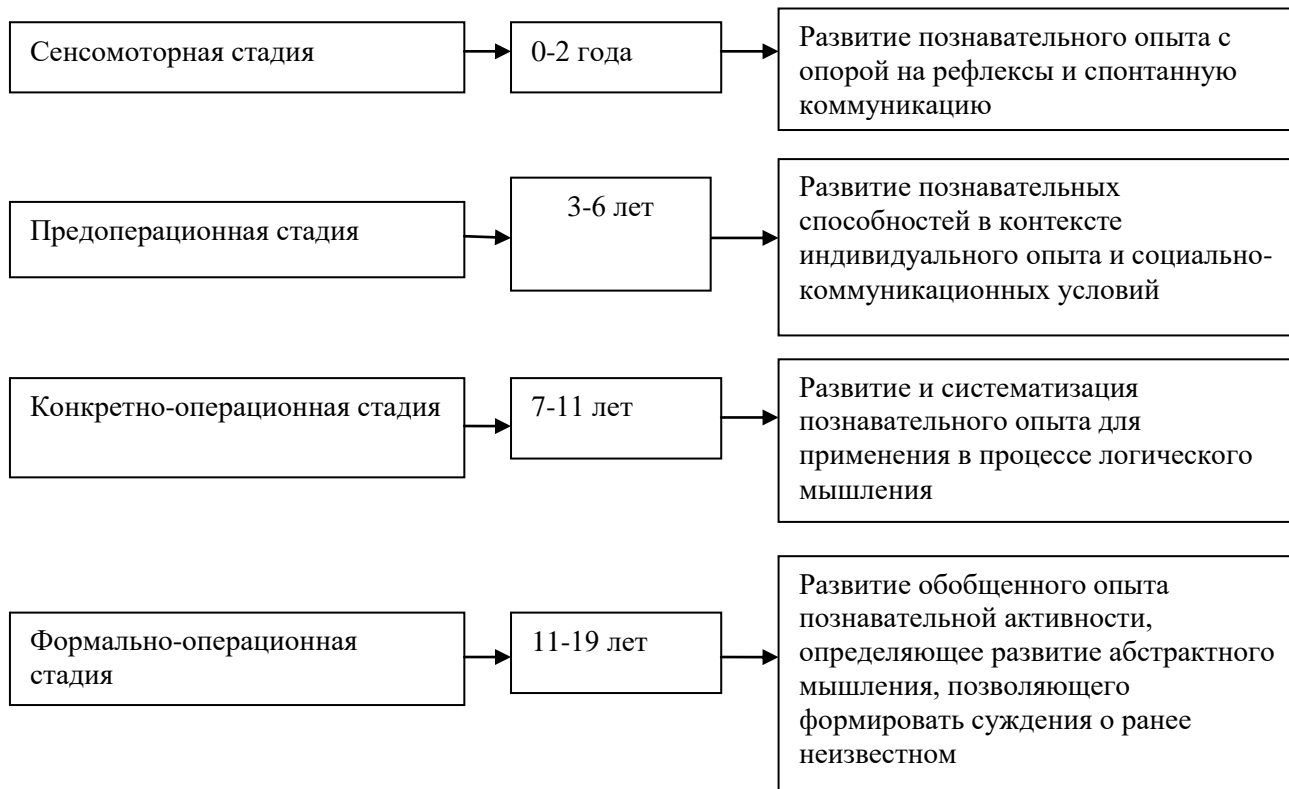 Сенсомоторная стадия
0-2 года
Развитие познавательного опыта с
опорой на рефлексы и спонтанную
коммуникацию
Предоперационная стадия
3-6 лет
Развитие познавательных
способностей в контексте
индивидуального опыта и социально-
коммуникационных условий
Конкретно-операционная стадия
7-11 лет
Развитие и систематизация
познавательного опыта для
применения в процессе логического
мышления
Формально-операционная
стадия
11-19 лет
Развитие обобщенного опыта
познавательной активности,
определяющее развитие абстрактного
мышления, позволяющего
формировать суждения о ранее
неизвестном